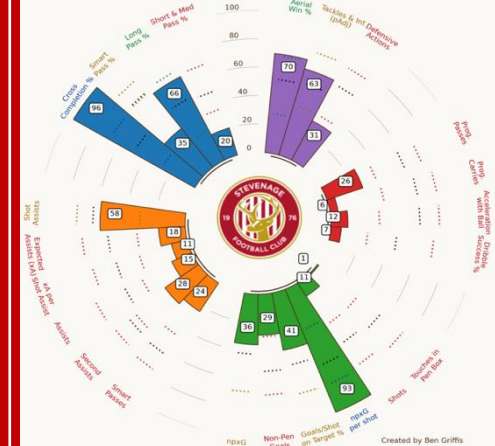 100
80
60
40
20
0
Aerial
Win %
Tackles & Int
(pAdj)
Defensive
Actions
Prog.
Passes
Prog.
Carries
Acceleration
with Ball
Dribble
Success %
Touches in
Pen Box
Shots
npxG
per shot
Goals/Shot
on Target %
Non-Pen
npxG
Smart
Passes
Second
Assists
Assists
xA per
Shot Assist
Expected
Assists (xA)
Shot
Assists
Cross
Completion %
Smart
Pass %
Long
Pass %
Short & Med
Pass %
70
63
31
26
6
12
7
1
11
93
41
29
36
24
28
15
11
18
58
96
35
66
20
STEVENAGE
19 76
FOOTBALL CLUB
Created by Ben Griffis